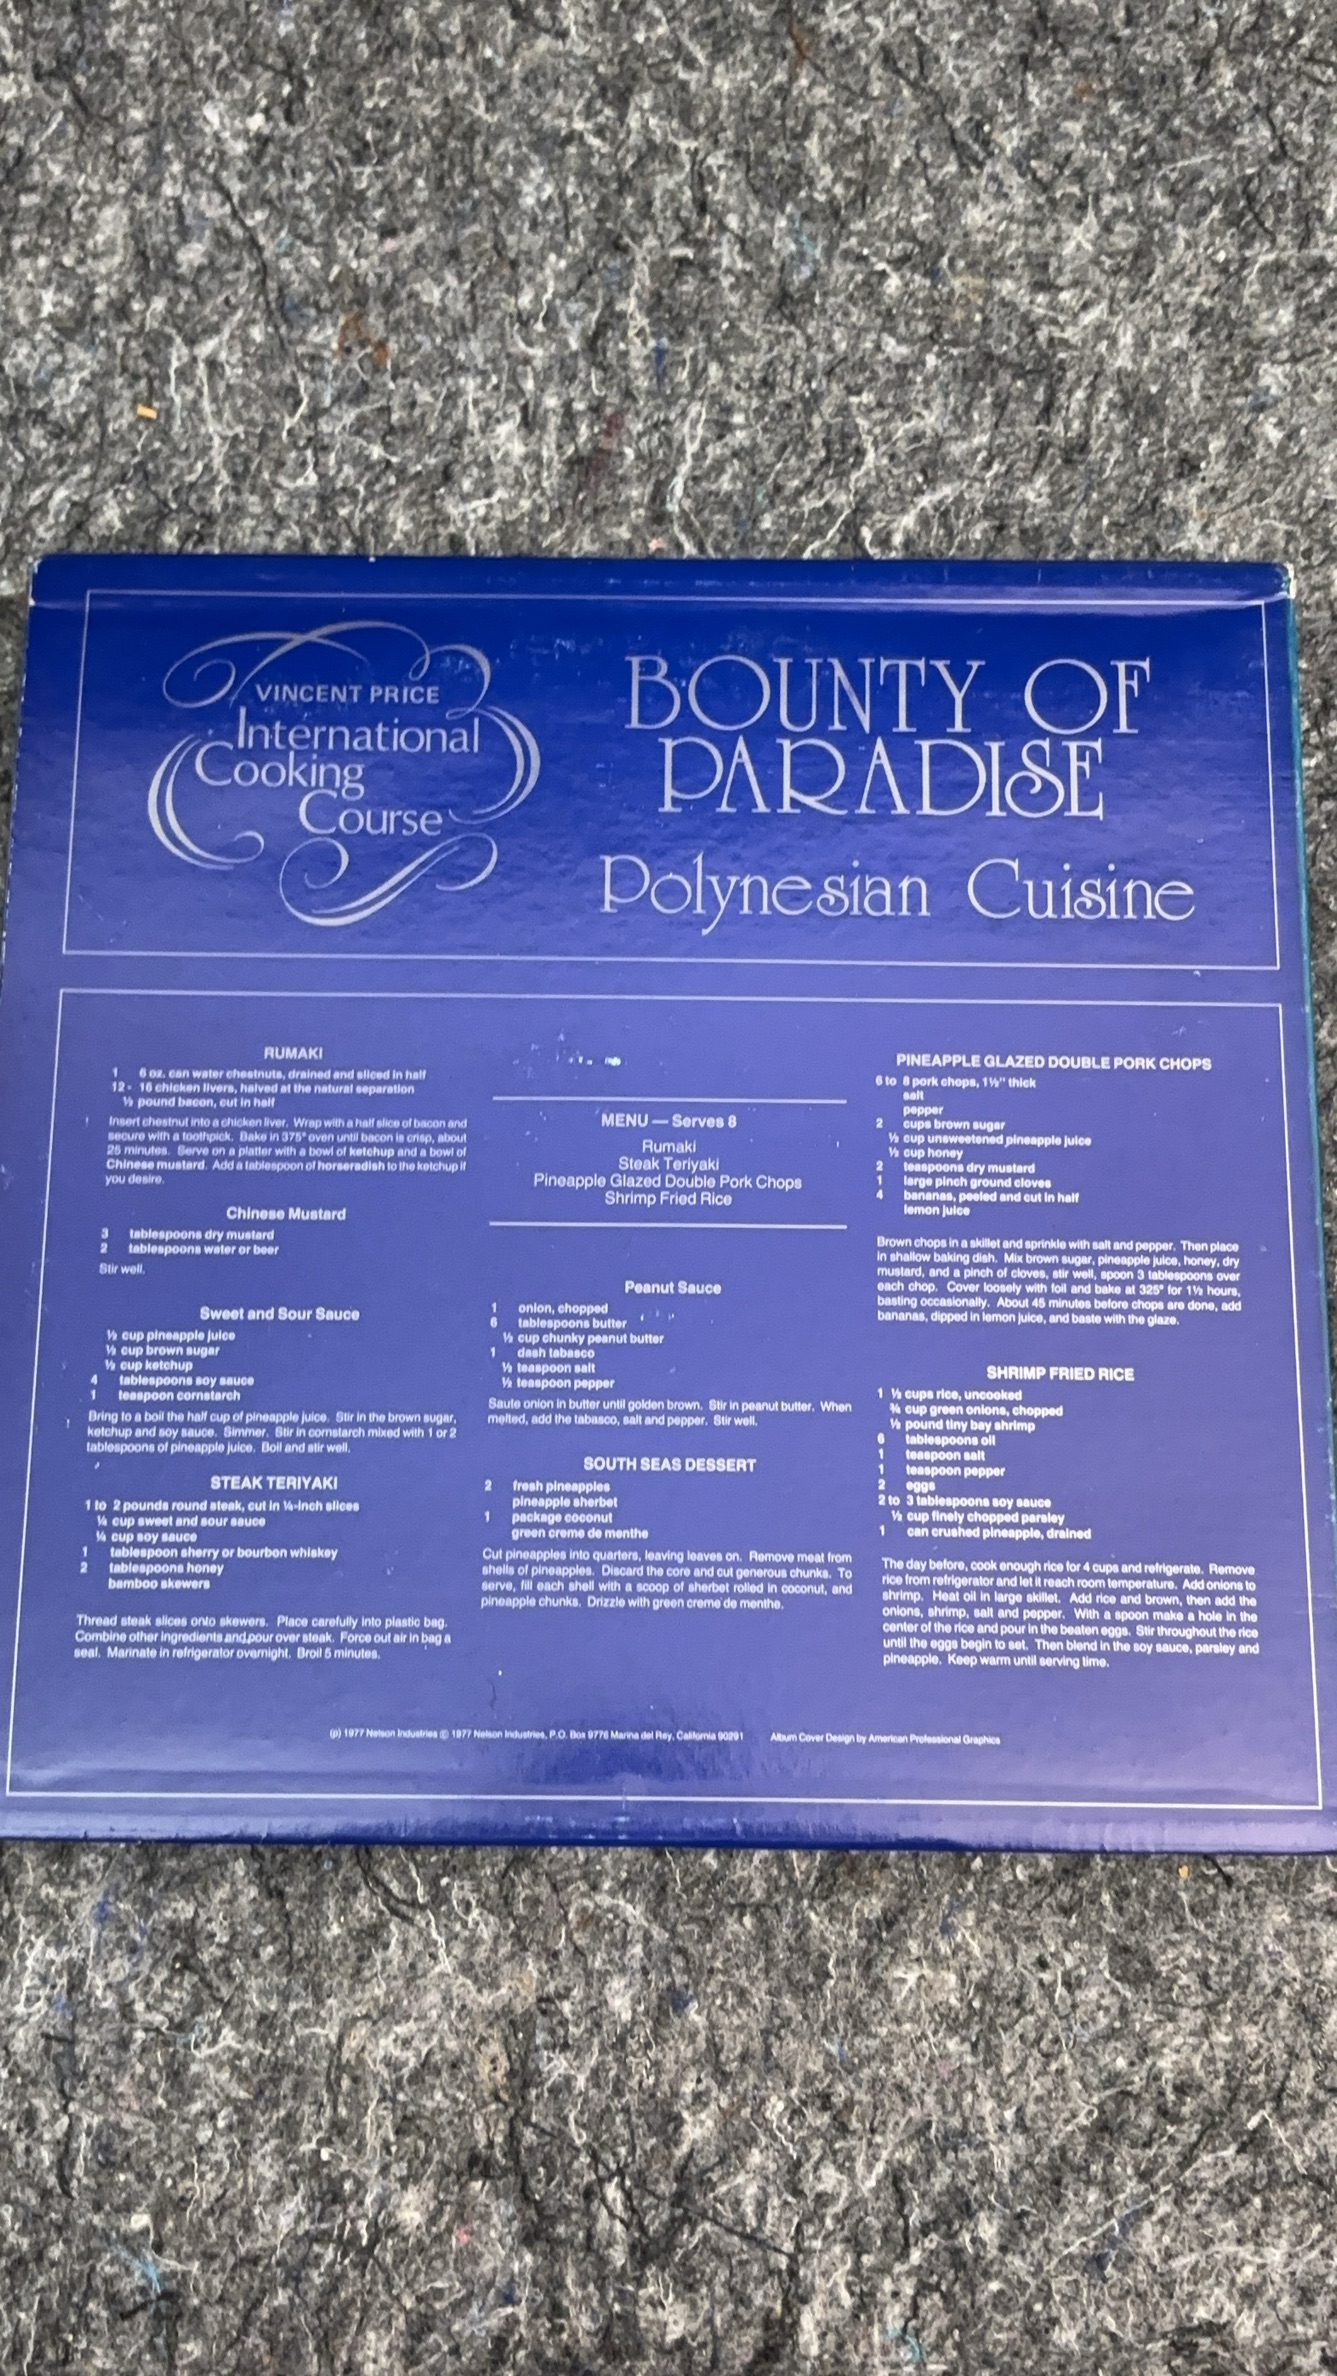 VINCENT PRICE
International
Cooking
Course
BOUNTY OF
PARADISE
Polynesian Cuisine
RUMAKI
1 6 oz. can water chestnuts, drained and sliced in half
12 - 16 chicken livers, halved at the natural separation
½ pound bacon, cut in half
Insert chestnut into a chicken liver. Wrap with a half slice of bacon and
secure with a toothpick. Bake in 375° oven until bacon is crisp, about
25 minutes. Serve on a platter with a bowl of ketchup and a bowl of
Chinese mustard. Add a tablespoon of horseradish to the ketchup if
you desire.
Chinese Mustard
3 tablespoons dry mustard
2 tablespoons water or beer
Stir well.
Sweet and Sour Sauce
½ cup pineapple juice
½ cup brown sugar
½ cup ketchup
4 tablespoons soy sauce
1 teaspoon cornstarch
Bring to a boil the half cup of pineapple juice. Stir in the brown sugar,
ketchup and soy sauce. Simmer. Stir in cornstarch mixed with 1 or 2
tablespoons of pineapple juice. Boil and stir well.
STEAK TERIYAKI
1 to 2 pounds round steak, cut in ¼-inch slices
¼ cup sweet and sour sauce
¼ cup soy sauce
1 tablespoon sherry or bourbon whiskey
2 tablespoons honey
bamboo skewers
Thread steak slices onto skewers. Place carefully into plastic bag.
Combine other ingredients and pour over steak. Force out air in bag a
seal. Marinate in refrigerator overnight. Broil 5 minutes.
MENU — Serves 8
Rumaki
Steak Teriyaki
Pineapple Glazed Double Pork Chops
Shrimp Fried Rice
Peanut Sauce
1 onion, chopped
6 tablespoons butter
½ cup chunky peanut butter
1 dash tabasco
½ teaspoon salt
½ teaspoon pepper
Saute onion in butter until golden brown. Stir in peanut butter. When
melted, add the tabasco, salt and pepper. Stir well.
SOUTH SEAS DESSERT
2 fresh pineapples
pineapple sherbet
1 package coconut
green creme de menthe
Cut pineapples into quarters, leaving leaves on. Remove meat from
shells of pineapples. Discard the core and cut generous chunks. To
serve, fill each shell with a scoop of sherbet rolled in coconut, and
pineapple chunks. Drizzle with green creme de menthe.
PINEAPPLE GLAZED DOUBLE PORK CHOPS
6 to 8 pork chops, 1½" thick
salt
pepper
2 cups brown sugar
½ cup unsweetened pineapple juice
½ cup honey
2 teaspoons dry mustard
1 large pinch ground cloves
4 bananas, peeled and cut in half
lemon juice
Brown chops in a skillet and sprinkle with salt and pepper. Then place
in shallow baking dish. Mix brown sugar, pineapple juice, honey, dry
mustard, and a pinch of cloves, stir well, spoon 3 tablespoons over
each chop. Cover loosely with foil and bake at 325° for 1½ hours,
basting occasionally. About 45 minutes before chops are done, add
bananas, dipped in lemon juice, and baste with the glaze.
SHRIMP FRIED RICE
1 ½ cups rice, uncooked
¾ cup green onions, chopped
½ pound tiny bay shrimp
6 tablespoons oil
1 teaspoon salt
1 teaspoon pepper
2 eggs
2 to 3 tablespoons soy sauce
½ cup finely chopped parsley
1 can crushed pineapple, drained
The day before, cook enough rice for 4 cups and refrigerate. Remove
rice from refrigerator and let it reach room temperature. Add onions to
shrimp. Heat oil in large skillet. Add rice and brown, then add the
onions, shrimp, salt and pepper. With a spoon make a hole in the
center of the rice and pour in the beaten eggs. Stir throughout the rice
until the eggs begin to set. Then blend in the soy sauce, parsley and
pineapple. Keep warm until serving time.
(p) 1977 Nelson Industries © 1977 Nelson Industries, P.O. Box 9776 Marina del Rey, California 90291 Album Cover Design by American Professional Graphics